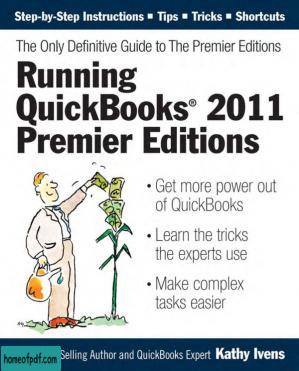 Step-by-Step Instructions ■ Tips ■ Tricks ■ Shortcuts
The Only Definitive Guide to The Premier Editions
Running
QuickBooks® 2011
Premier Editions
• Get more power out
of QuickBooks
• Learn the tricks
the experts use
• Make complex
tasks easier
Selling Author and QuickBooks Expert Kathy Ivens
homeofpdf.com